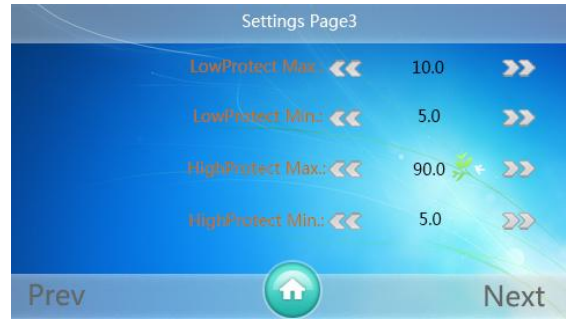 Settings Page3
LowProtect Max.: 10.0
LowProtect Min.: 5.0
HighProtect Max.: 90.0
HighProtect Min.: 5.0
Prev Next